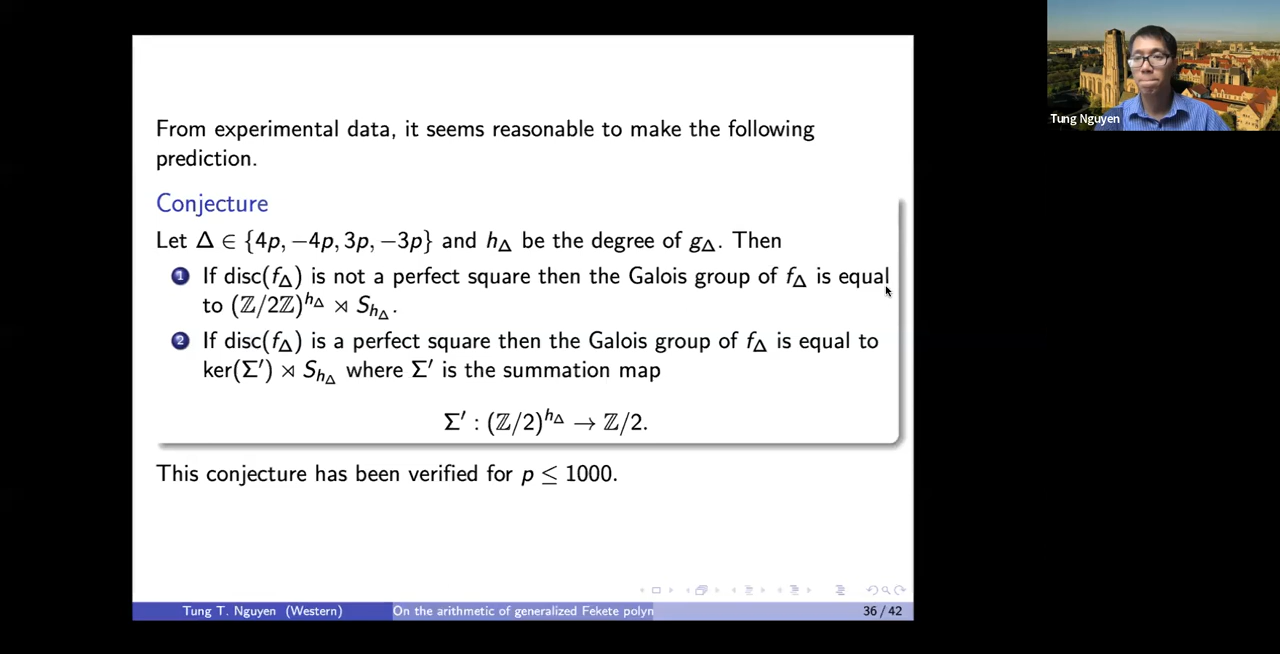 Tung Nguyen
From experimental data, it seems reasonable to make the following
prediction.
Conjecture
Let Δ ∈ {4p, −4p, 3p, −3p} and h_Δ be the degree of g_Δ. Then
1 If disc(f_Δ) is not a perfect square then the Galois group of f_Δ is equal
to (ℤ/2ℤ)^{h_Δ} ⋊ S_{h_Δ}.
2 If disc(f_Δ) is a perfect square then the Galois group of f_Δ is equal to
ker(Σ′) ⋊ S_{h_Δ} where Σ′ is the summation map
Σ′ : (ℤ/2)^{h_Δ} → ℤ/2.
This conjecture has been verified for p ≤ 1000.
Tung T. Nguyen (Western) On the arithmetic of generalized Fekete polyn 36 / 42